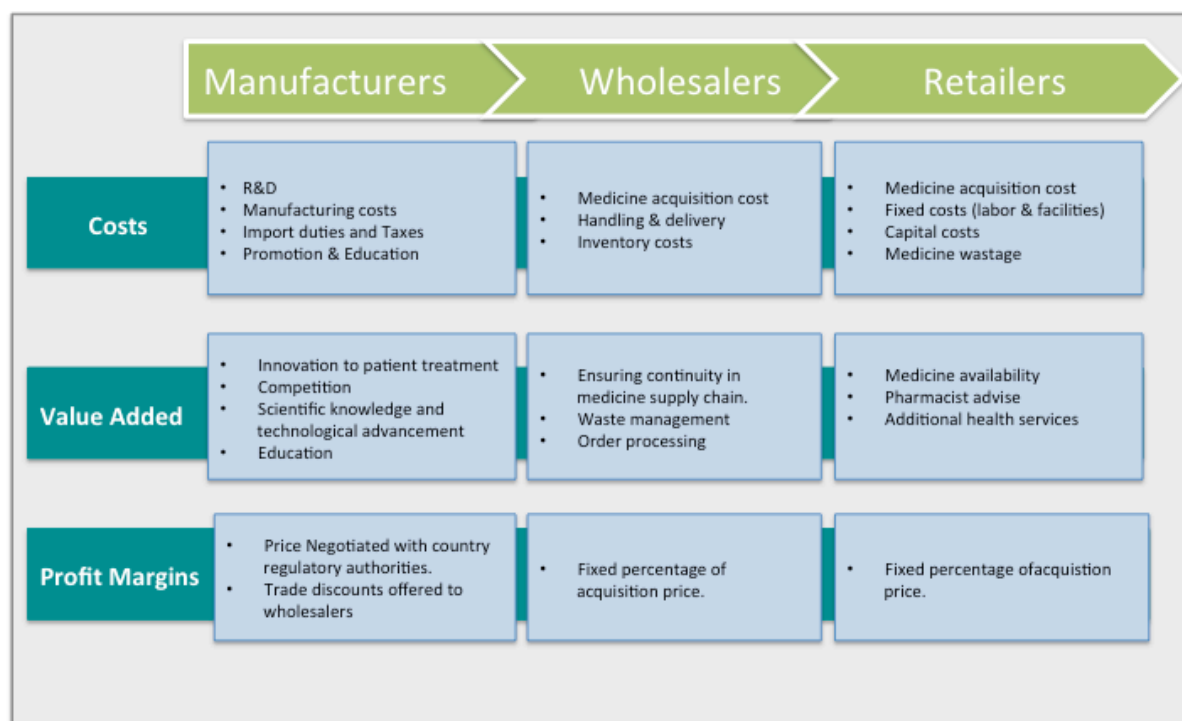 Manufacturers
Wholesalers
Retailers
Costs
• R&D
• Manufacturing costs
• Import duties and Taxes
• Promotion & Education
• Medicine acquisition cost
• Handling & delivery
• Inventory costs
• Medicine acquisition cost
• Fixed costs (labor & facilities)
• Capital costs
• Medicine wastage
Value Added
• Innovation to patient treatment
• Competition
• Scientific knowledge and
technological advancement
• Education
• Ensuring continuity in
medicine supply chain.
• Waste management
• Order processing
• Medicine availability
• Pharmacist advise
• Additional health services
Profit Margins
• Price Negotiated with country
regulatory authorities.
• Trade discounts offered to
wholesalers
• Fixed percentage of
acquisition price.
• Fixed percentage ofacquistion
price.